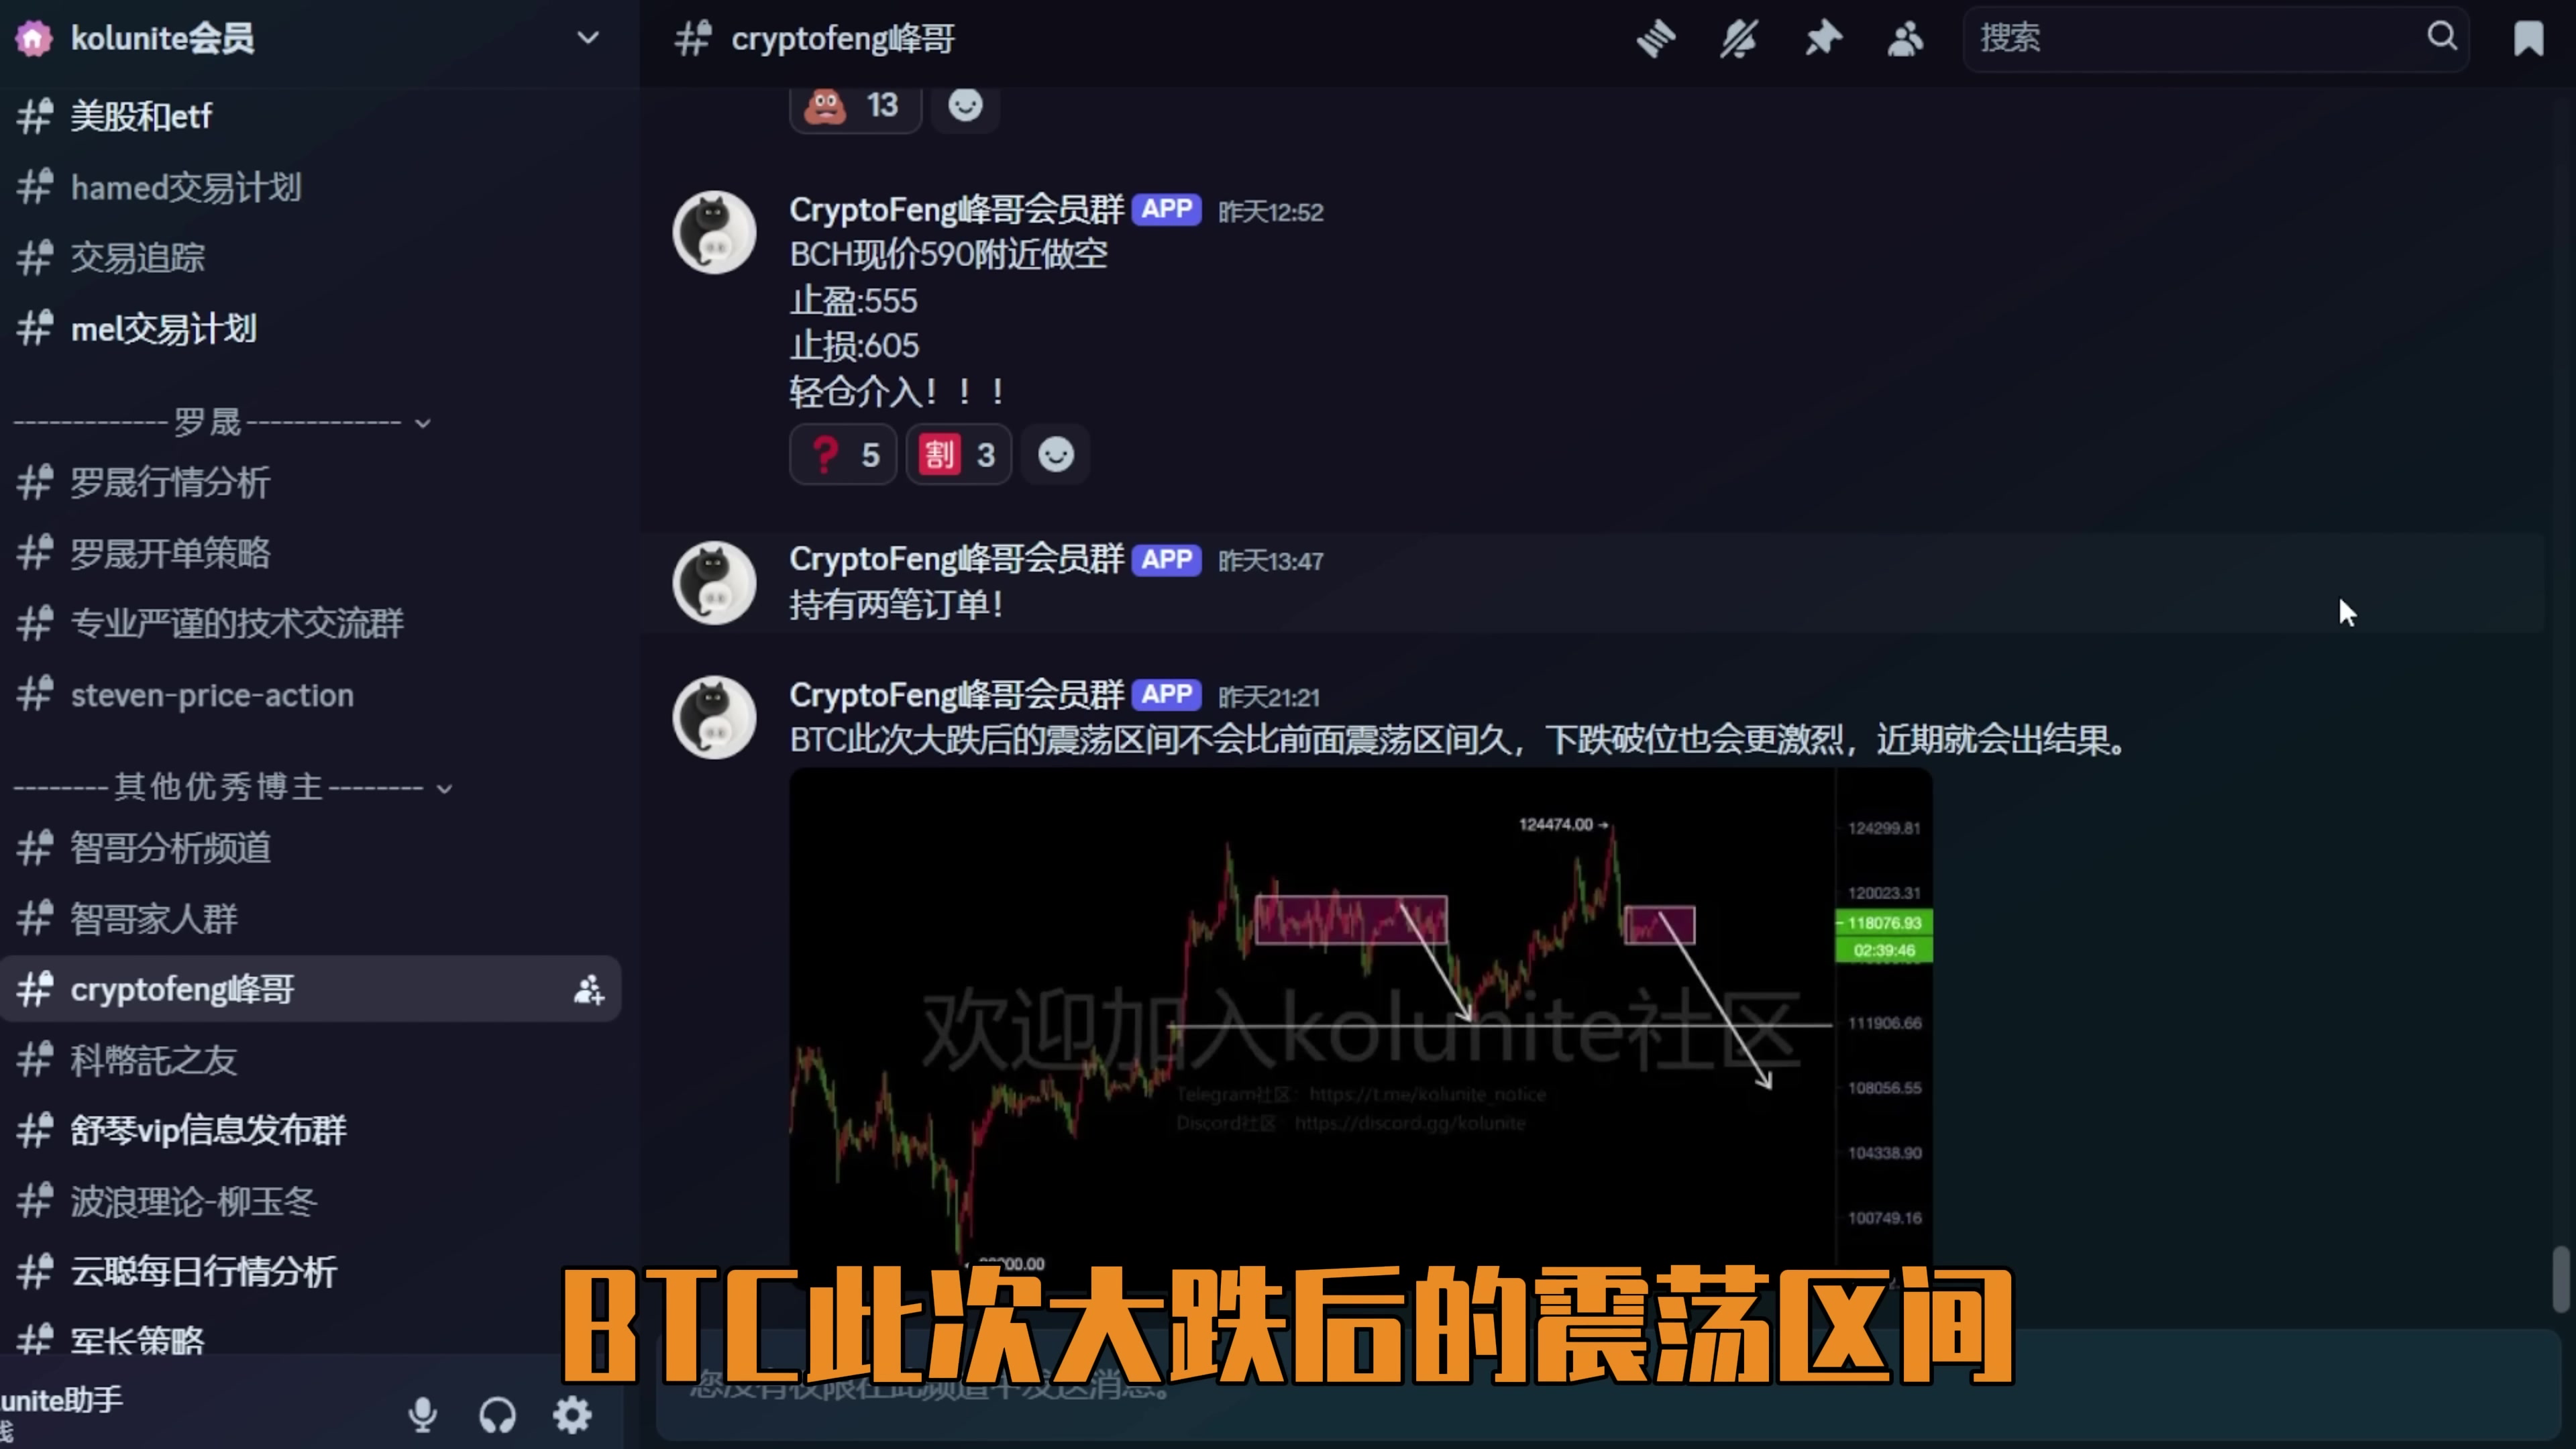 kolunite会员
美股和etf
hamed交易计划
交易追踪
mel交易计划
-------------罗晟-------------
罗晟行情分析
罗晟开单策略
专业严谨的技术交流群
steven-price-action
--------其他优秀博主--------
智哥分析频道
智哥家人群
cryptofeng峰哥
科幣託之友
舒琴vip信息发布群
波浪理论-柳玉冬
云聪每日行情分析
军长策略
unite助手
cryptofeng峰哥
搜索
13
CryptoFeng峰哥会员群 APP 昨天12:52
BCH现价590附近做空
止盈:555
止损:605
轻仓介入！！！
❓ 5 割 3
CryptoFeng峰哥会员群 APP 昨天13:47
持有两笔订单！
CryptoFeng峰哥会员群 APP 昨天21:21
BTC此次大跌后的震荡区间不会比前面震荡区间久，下跌破位也会更激烈，近期就会出结果。
124474.00
124299.81
120023.31
118076.93
02:39:46
111906.66
108056.55
104338.90
100749.16
欢迎加入kolunite社区
Telegram社区：https://t.me/kolunite_notice
Discord社区：https://discord.gg/kolunite
BTC此次大跌后的震荡区间
您没有权限在此频道中发送消息。